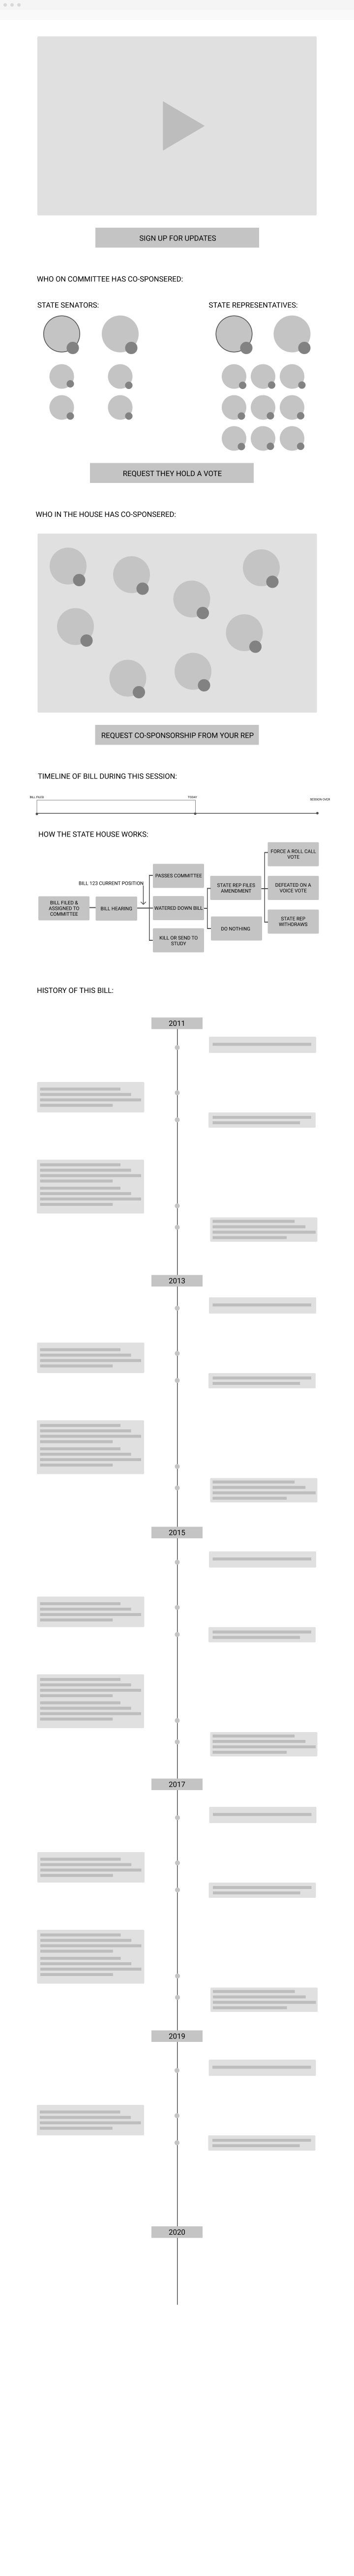 SIGN UP FOR UPDATES
WHO ON COMMITTEE HAS CO-SPONSERED:
STATE SENATORS:
STATE REPRESENTATIVES:
REQUEST THEY HOLD A VOTE
WHO IN THE HOUSE HAS CO-SPONSERED:
REQUEST CO-SPONSORSHIP FROM YOUR REP
TIMELINE OF BILL DURING THIS SESSION:
BILL FILED
TODAY
SESSION OVER
HOW THE STATE HOUSE WORKS:
BILL 123 CURRENT POSITION
BILL FILED &
ASSIGNED TO
COMMITTEE
BILL HEARING
PASSES COMMITTEE
WATERED DOWN BILL
KILL OR SEND TO
STUDY
STATE REP FILES
AMENDMENT
DO NOTHING
FORCE A ROLL CALL
VOTE
DEFEATED ON A
VOICE VOTE
STATE REP
WITHDRAWS
HISTORY OF THIS BILL:
2011
2013
2015
2017
2019
2020